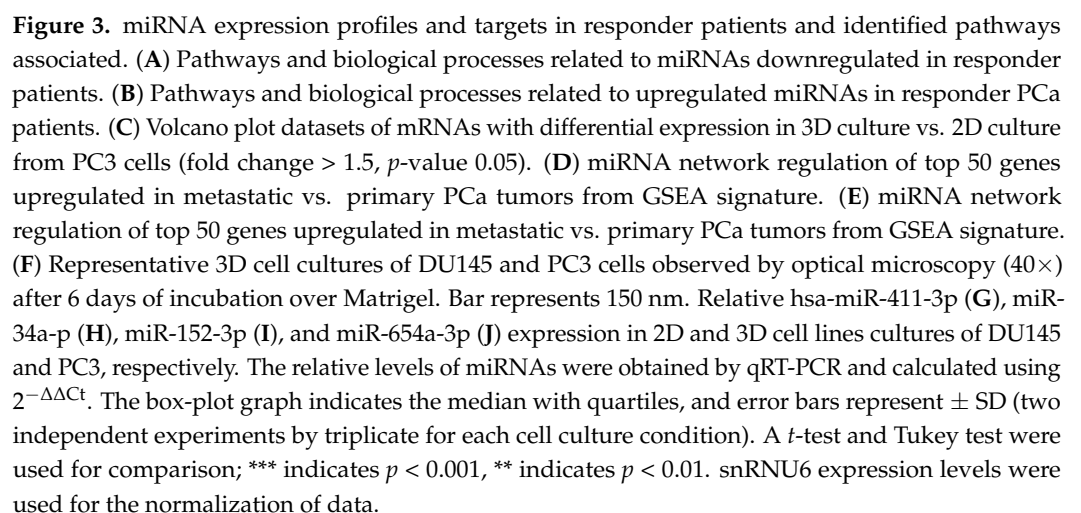 Figure 3. miRNA expression profiles and targets in responder patients and identified pathways
associated. (A) Pathways and biological processes related to miRNAs downregulated in responder
patients. (B) Pathways and biological processes related to upregulated miRNAs in responder PCa
patients. (C) Volcano plot datasets of mRNAs with differential expression in 3D culture vs. 2D culture
from PC3 cells (fold change > 1.5, p-value 0.05). (D) miRNA network regulation of top 50 genes
upregulated in metastatic vs. primary PCa tumors from GSEA signature. (E) miRNA network
regulation of top 50 genes upregulated in metastatic vs. primary PCa tumors from GSEA signature.
(F) Representative 3D cell cultures of DU145 and PC3 cells observed by optical microscopy (40×)
after 6 days of incubation over Matrigel. Bar represents 150 nm. Relative hsa-miR-411-3p (G), miR-
34a-p (H), miR-152-3p (I), and miR-654a-3p (J) expression in 2D and 3D cell lines cultures of DU145
and PC3, respectively. The relative levels of miRNAs were obtained by qRT-PCR and calculated using
2−ΔΔCt. The box-plot graph indicates the median with quartiles, and error bars represent ± SD (two
independent experiments by triplicate for each cell culture condition). A t-test and Tukey test were
used for comparison; *** indicates p < 0.001, ** indicates p < 0.01. snRNU6 expression levels were
used for the normalization of data.